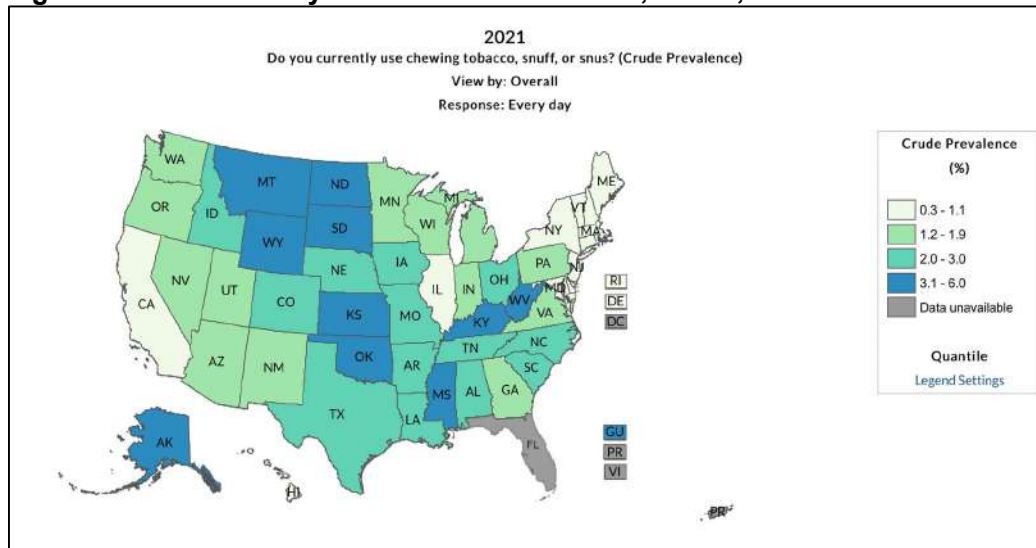 2021
Do you currently use chewing tobacco, snuff, or snus? (Crude Prevalence)
View by: Overall
Response: Every day
Crude Prevalence
(%)
0.3 - 1.1
1.2 - 1.9
2.0 - 3.0
3.1 - 6.0
Data unavailable
Quantile
Legend Settings
WA
MT
ND
MN
MI
ME
VT
OR
ID
SD
WI
NY
MA
WY
IA
PA
NJ
NE
OH
RI
NV
UT
IL
IN
MD
DE
CA
CO
WV
VA
DC
KS
MO
KY
AZ
NM
OK
AR
TN
NC
SC
MS
AL
GA
TX
LA
AK
FL
GU
PR
VI
HI
PR